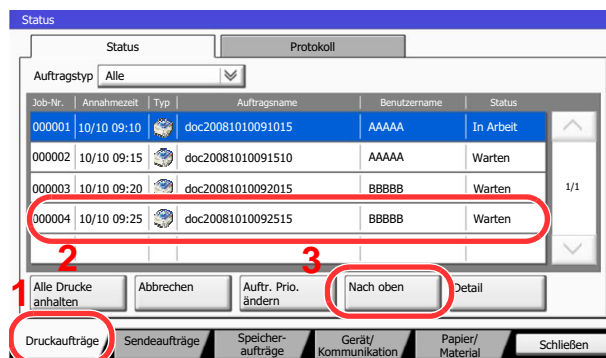 Status
Status Protokoll
Auftragstyp Alle
Job-Nr. Annahmezeit Typ Auftragsname Benutzername Status
000001 10/10 09:10 doc20081010091015 AAAAA In Arbeit
000002 10/10 09:15 doc20081010091510 AAAAA Warten
000003 10/10 09:20 doc20081010092015 BBBBB Warten
1/1
000004 10/10 09:25 doc20081010092515 BBBBB Warten
2 3
1
Alle Drucke
anhalten
Abbrechen
Auftr. Prio.
ändern
Nach oben
Detail
Druckaufträge
Sendeaufträge
Speicher-
aufträge
Gerät/
Kommunikation
Papier/
Material
Schließen